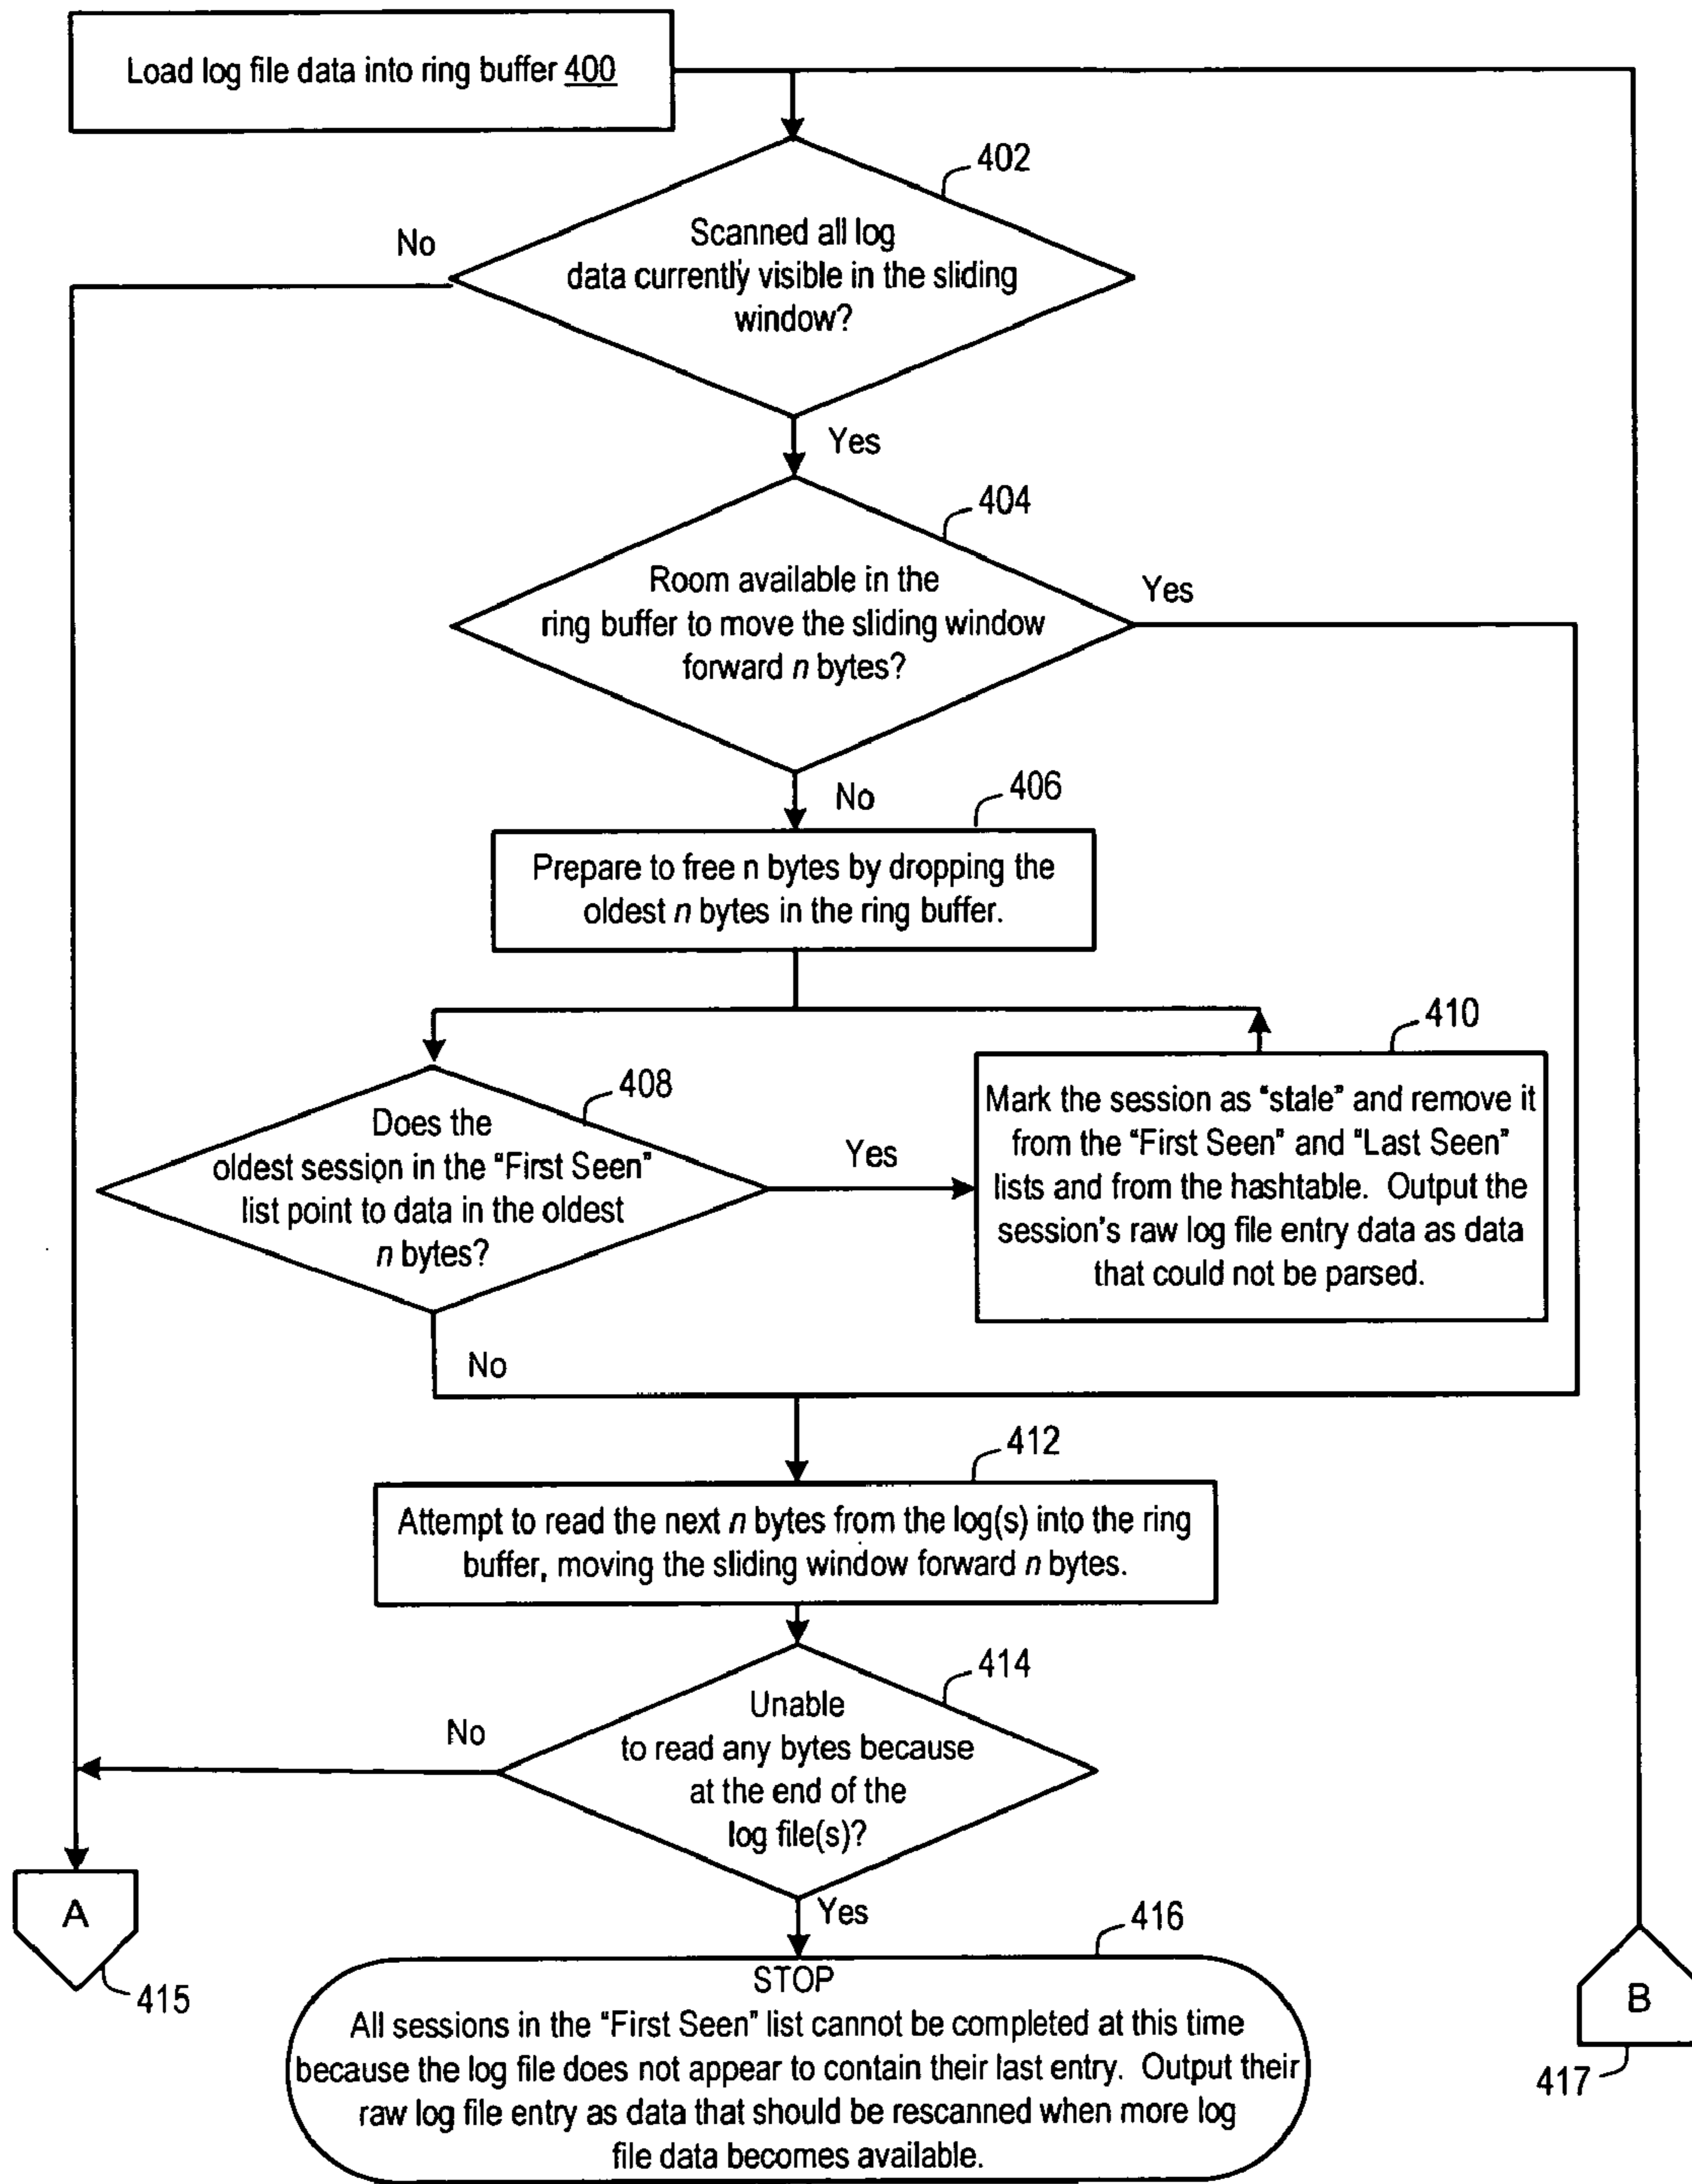 Load log file data into ring buffer 400
402
No
Scanned all log
data currently visible in the sliding
window?
Yes
404
Room available in the
ring buffer to move the sliding window
forward n bytes?
Yes
No
406
Prepare to free n bytes by dropping the
oldest n bytes in the ring buffer.
408
Does the
oldest session in the "First Seen"
list point to data in the oldest
n bytes?
Yes
410
Mark the session as "stale" and remove it
from the "First Seen" and "Last Seen"
lists and from the hashtable. Output the
session's raw log file entry data as data
that could not be parsed.
No
412
Attempt to read the next n bytes from the log(s) into the ring
buffer, moving the sliding window forward n bytes.
414
Unable
to read any bytes because
at the end of the
log file(s)?
No
Yes
A
415
416
STOP
All sessions in the "First Seen" list cannot be completed at this time
because the log file does not appear to contain their last entry. Output their
raw log file entry as data that should be rescanned when more log
file data becomes available.
B
417